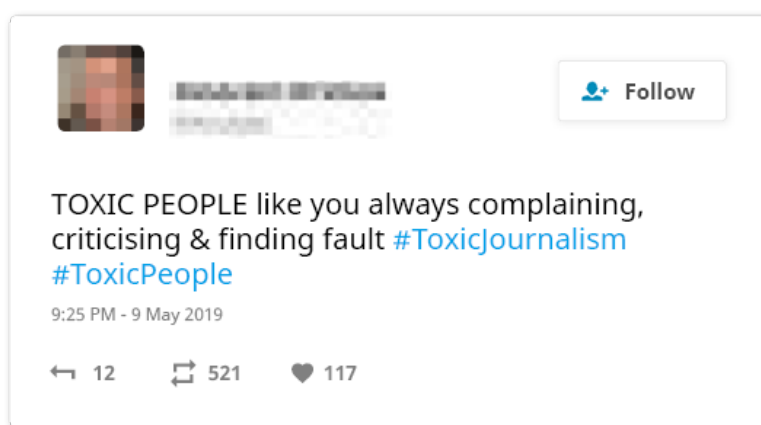 Follow
TOXIC PEOPLE like you always complaining,
criticising & finding fault #ToxicJournalism
#ToxicPeople
9:25 PM - 9 May 2019
12 521 117